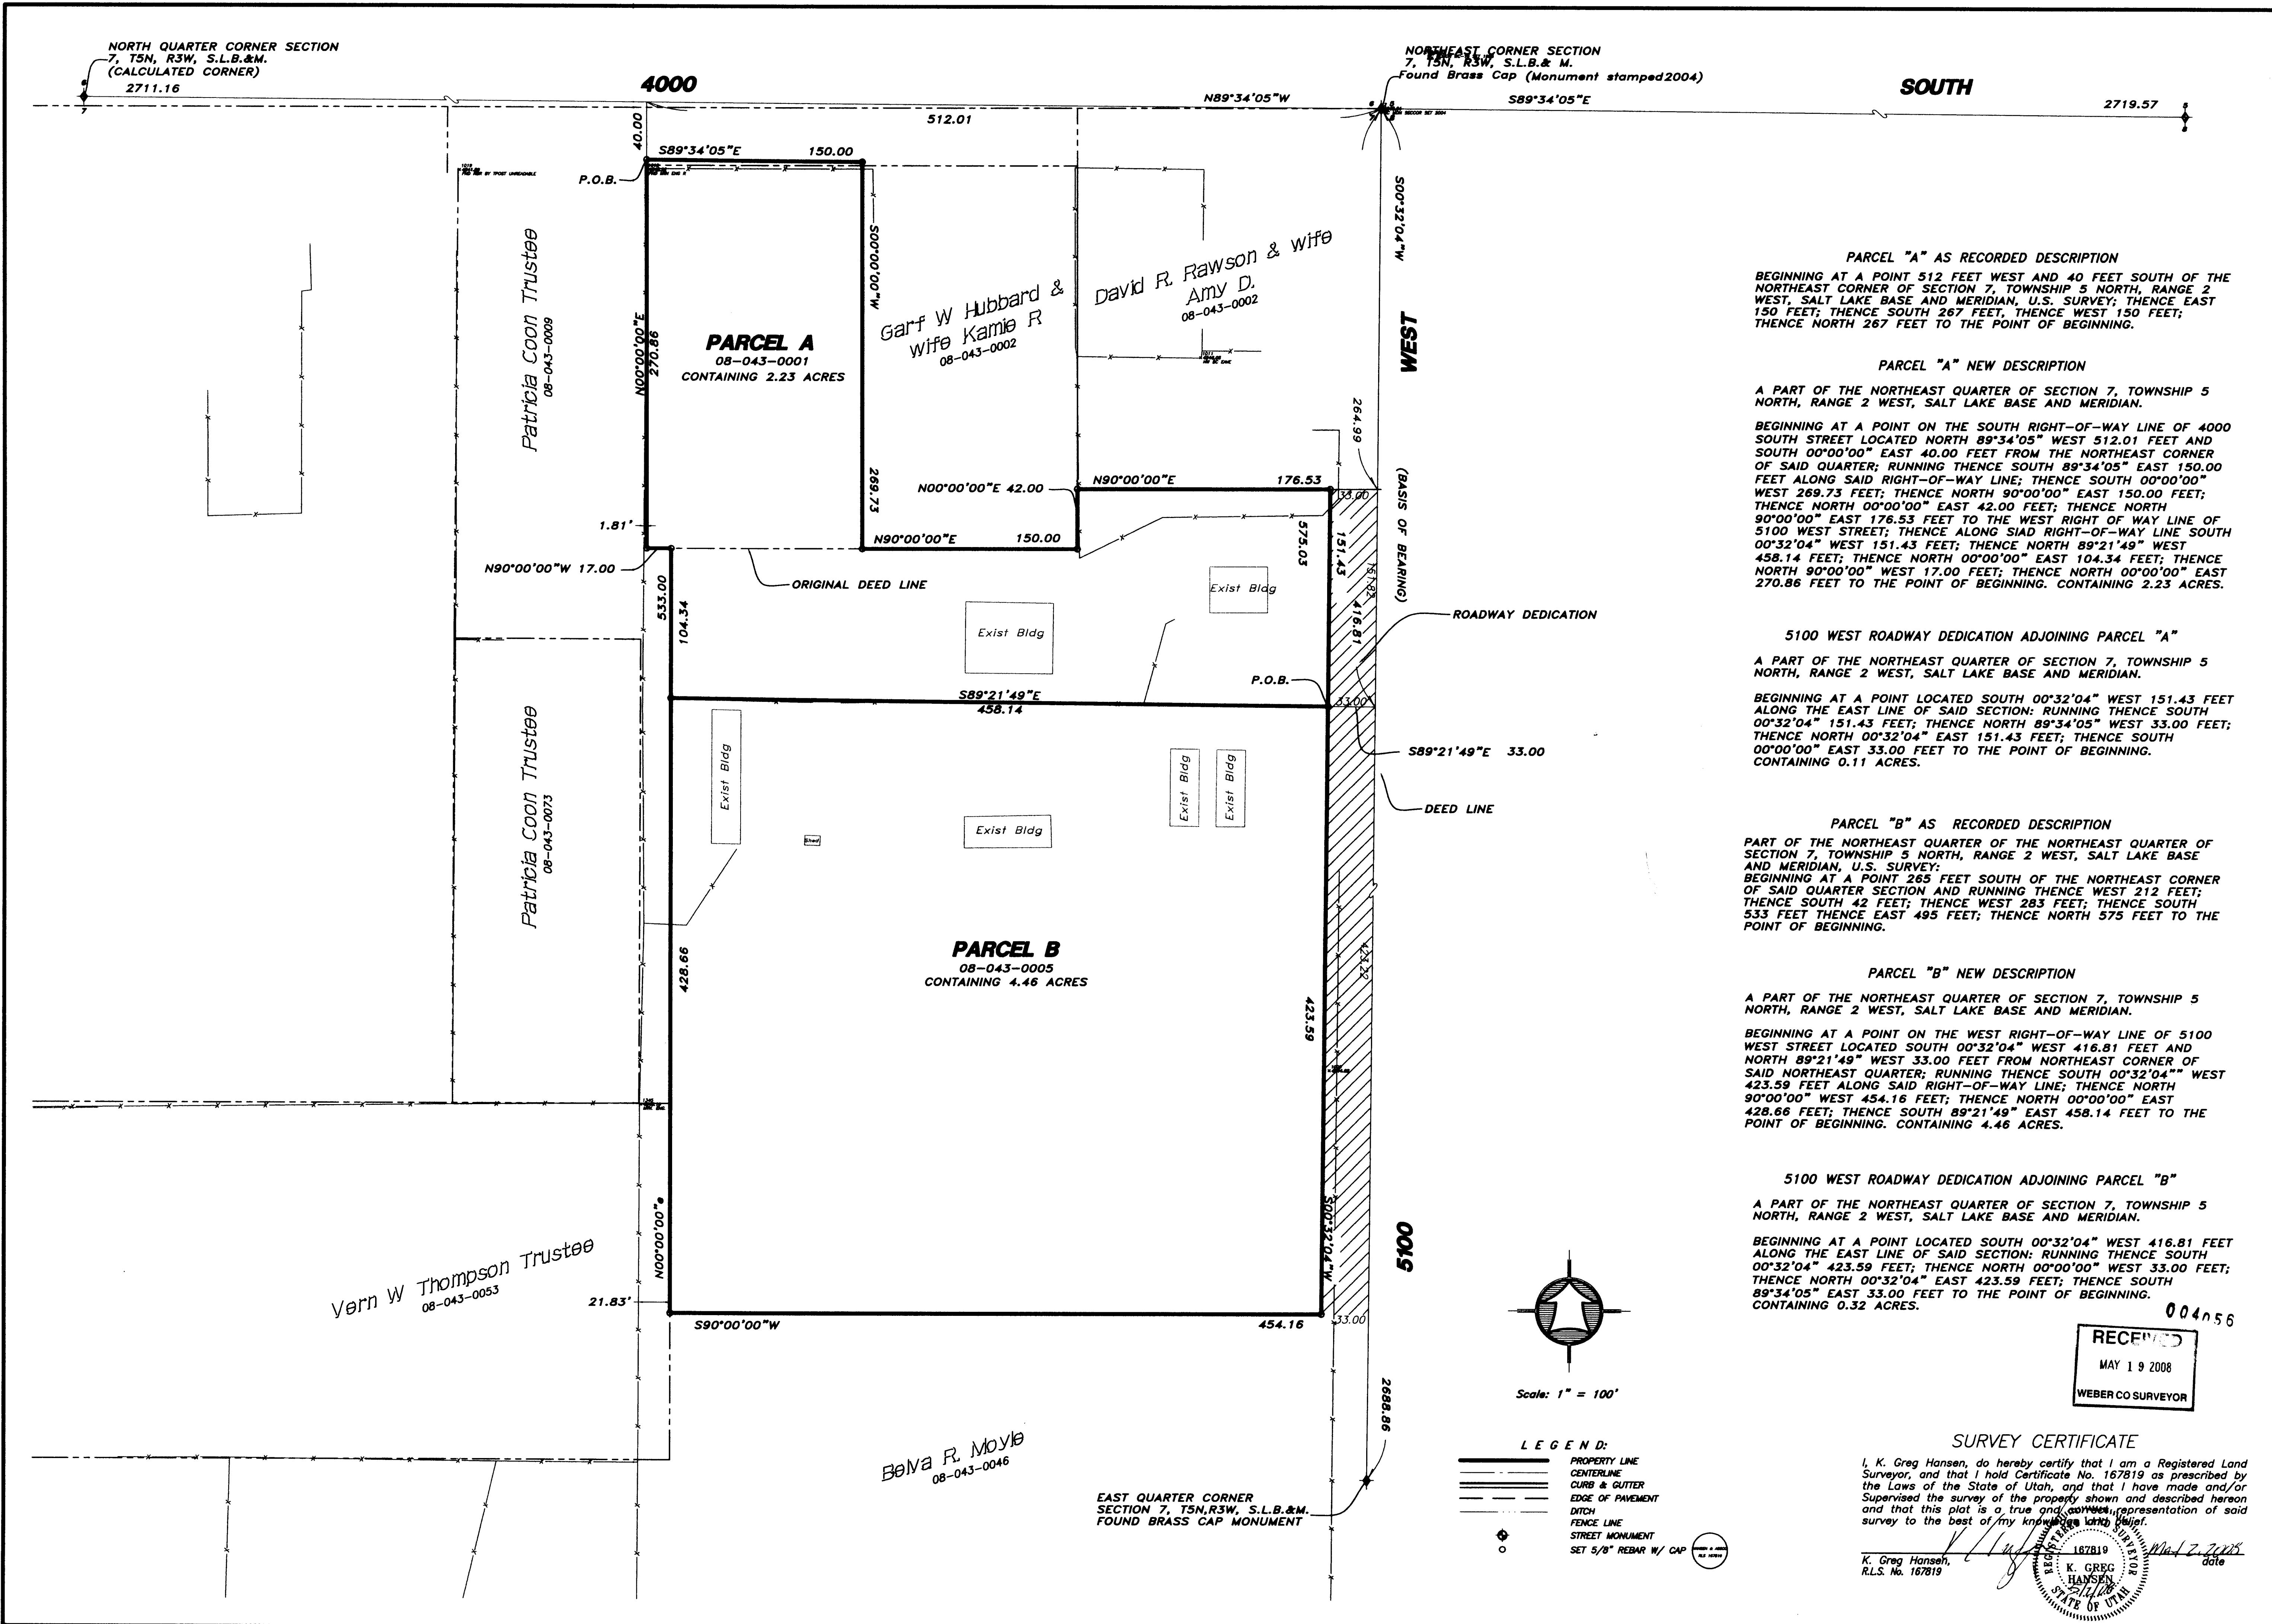 NORTH QUARTER CORNER SECTION
7, T5N, R3W, S.L.B.&M.
(CALCULATED CORNER)
2711.16
4000
NORTHEAST CORNER SECTION
7, T5N, R3W, S.L.B.& M.
Found Brass Cap (Monument stamped2004)
SOUTH
N89°34'05"W
S89°34'05"E
2719.57
512.01
40.00
S89°34'05"E 150.00
P.O.B.
S00°32'04"W
WEST
(BASIS OF BEARING)
264.99
Patricia Coon Trustee
08-043-0009
N00°00'00"E
270.86
PARCEL A
08-043-0001
CONTAINING 2.23 ACRES
S00°00'00"W
269.73
Garf W Hubbard &
wife Kamie R
08-043-0002
David R. Rawson & wife
Amy D.
08-043-0002
N00°00'00"E 42.00
N90°00'00"E 176.53
33.00
1.81'
N90°00'00"E 150.00
575.03
151.43
151.82
416.81
N90°00'00"W 17.00
ORIGINAL DEED LINE
533.00
104.34
Exist Bldg
Exist Bldg
ROADWAY DEDICATION
P.O.B.
S89°21'49"E
458.14
33.00
S89°21'49"E 33.00
DEED LINE
Patricia Coon Trustee
08-043-0073
Exist Bldg
Shed
Exist Bldg
Exist Bldg
Exist Bldg
PARCEL B
08-043-0005
CONTAINING 4.46 ACRES
428.66
423.22
423.59
N00°00'00"e
S00°32'04"W
5100
Vern W Thompson Trustee
08-043-0053
21.83'
S90°00'00"W
454.16
33.00
2688.86
Belva R. Moyle
08-043-0046
EAST QUARTER CORNER
SECTION 7, T5N,R3W, S.L.B.&M.
FOUND BRASS CAP MONUMENT
Scale: 1" = 100'
L E G E N D:
PROPERTY LINE
CENTERLINE
CURB & GUTTER
EDGE OF PAVEMENT
DITCH
FENCE LINE
STREET MONUMENT
SET 5/8" REBAR W/ CAP
PARCEL "A" AS RECORDED DESCRIPTION
BEGINNING AT A POINT 512 FEET WEST AND 40 FEET SOUTH OF THE
NORTHEAST CORNER OF SECTION 7, TOWNSHIP 5 NORTH, RANGE 2
WEST, SALT LAKE BASE AND MERIDIAN, U.S. SURVEY; THENCE EAST
150 FEET; THENCE SOUTH 267 FEET, THENCE WEST 150 FEET;
THENCE NORTH 267 FEET TO THE POINT OF BEGINNING.
PARCEL "A" NEW DESCRIPTION
A PART OF THE NORTHEAST QUARTER OF SECTION 7, TOWNSHIP 5
NORTH, RANGE 2 WEST, SALT LAKE BASE AND MERIDIAN.
BEGINNING AT A POINT ON THE SOUTH RIGHT-OF-WAY LINE OF 4000
SOUTH STREET LOCATED NORTH 89°34'05" WEST 512.01 FEET AND
SOUTH 00°00'00" EAST 40.00 FEET FROM THE NORTHEAST CORNER
OF SAID QUARTER; RUNNING THENCE SOUTH 89°34'05" EAST 150.00
FEET ALONG SAID RIGHT-OF-WAY LINE; THENCE SOUTH 00°00'00"
WEST 269.73 FEET; THENCE NORTH 90°00'00" EAST 150.00 FEET;
THENCE NORTH 00°00'00" EAST 42.00 FEET; THENCE NORTH
90°00'00" EAST 176.53 FEET TO THE WEST RIGHT OF WAY LINE OF
5100 WEST STREET; THENCE ALONG SIAD RIGHT-OF-WAY LINE SOUTH
00°32'04" WEST 151.43 FEET; THENCE NORTH 89°21'49" WEST
458.14 FEET; THENCE NORTH 00°00'00" EAST 104.34 FEET; THENCE
NORTH 90°00'00" WEST 17.00 FEET; THENCE NORTH 00°00'00" EAST
270.86 FEET TO THE POINT OF BEGINNING. CONTAINING 2.23 ACRES.
5100 WEST ROADWAY DEDICATION ADJOINING PARCEL "A"
A PART OF THE NORTHEAST QUARTER OF SECTION 7, TOWNSHIP 5
NORTH, RANGE 2 WEST, SALT LAKE BASE AND MERIDIAN.
BEGINNING AT A POINT LOCATED SOUTH 00°32'04" WEST 151.43 FEET
ALONG THE EAST LINE OF SAID SECTION: RUNNING THENCE SOUTH
00°32'04" 151.43 FEET; THENCE NORTH 89°34'05" WEST 33.00 FEET;
THENCE NORTH 00°32'04" EAST 151.43 FEET; THENCE SOUTH
00°00'00" EAST 33.00 FEET TO THE POINT OF BEGINNING.
CONTAINING 0.11 ACRES.
PARCEL "B" AS RECORDED DESCRIPTION
PART OF THE NORTHEAST QUARTER OF THE NORTHEAST QUARTER OF
SECTION 7, TOWNSHIP 5 NORTH, RANGE 2 WEST, SALT LAKE BASE
AND MERIDIAN, U.S. SURVEY:
BEGINNING AT A POINT 265 FEET SOUTH OF THE NORTHEAST CORNER
OF SAID QUARTER SECTION AND RUNNING THENCE WEST 212 FEET;
THENCE SOUTH 42 FEET; THENCE WEST 283 FEET; THENCE SOUTH
533 FEET THENCE EAST 495 FEET; THENCE NORTH 575 FEET TO THE
POINT OF BEGINNING.
PARCEL "B" NEW DESCRIPTION
A PART OF THE NORTHEAST QUARTER OF SECTION 7, TOWNSHIP 5
NORTH, RANGE 2 WEST, SALT LAKE BASE AND MERIDIAN.
BEGINNING AT A POINT ON THE WEST RIGHT-OF-WAY LINE OF 5100
WEST STREET LOCATED SOUTH 00°32'04" WEST 416.81 FEET AND
NORTH 89°21'49" WEST 33.00 FEET FROM NORTHEAST CORNER OF
SAID NORTHEAST QUARTER; RUNNING THENCE SOUTH 00°32'04"" WEST
423.59 FEET ALONG SAID RIGHT-OF-WAY LINE; THENCE NORTH
90°00'00" WEST 454.16 FEET; THENCE NORTH 00°00'00" EAST
428.66 FEET; THENCE SOUTH 89°21'49" EAST 458.14 FEET TO THE
POINT OF BEGINNING. CONTAINING 4.46 ACRES.
5100 WEST ROADWAY DEDICATION ADJOINING PARCEL "B"
A PART OF THE NORTHEAST QUARTER OF SECTION 7, TOWNSHIP 5
NORTH, RANGE 2 WEST, SALT LAKE BASE AND MERIDIAN.
BEGINNING AT A POINT LOCATED SOUTH 00°32'04" WEST 416.81 FEET
ALONG THE EAST LINE OF SAID SECTION: RUNNING THENCE SOUTH
00°32'04" 423.59 FEET; THENCE NORTH 00°00'00" WEST 33.00 FEET;
THENCE NORTH 00°32'04" EAST 423.59 FEET; THENCE SOUTH
89°34'05" EAST 33.00 FEET TO THE POINT OF BEGINNING.
CONTAINING 0.32 ACRES.
004056
RECEIVED
MAY 19 2008
WEBER CO SURVEYOR
SURVEY CERTIFICATE
I, K. Greg Hansen, do hereby certify that I am a Registered Land
Surveyor, and that I hold Certificate No. 167819 as prescribed by
the Laws of the State of Utah, and that I have made and/or
Supervised the survey of the property shown and described hereon
and that this plat is a true and correct representation of said
survey to the best of my knowledge and belief.
K. Greg Hansen,
R.L.S. No. 167819
May 2, 2008
date
REGISTERED LAND SURVEYOR
167819
K. GREG
HANSEN
5/2/08
STATE OF UTAH